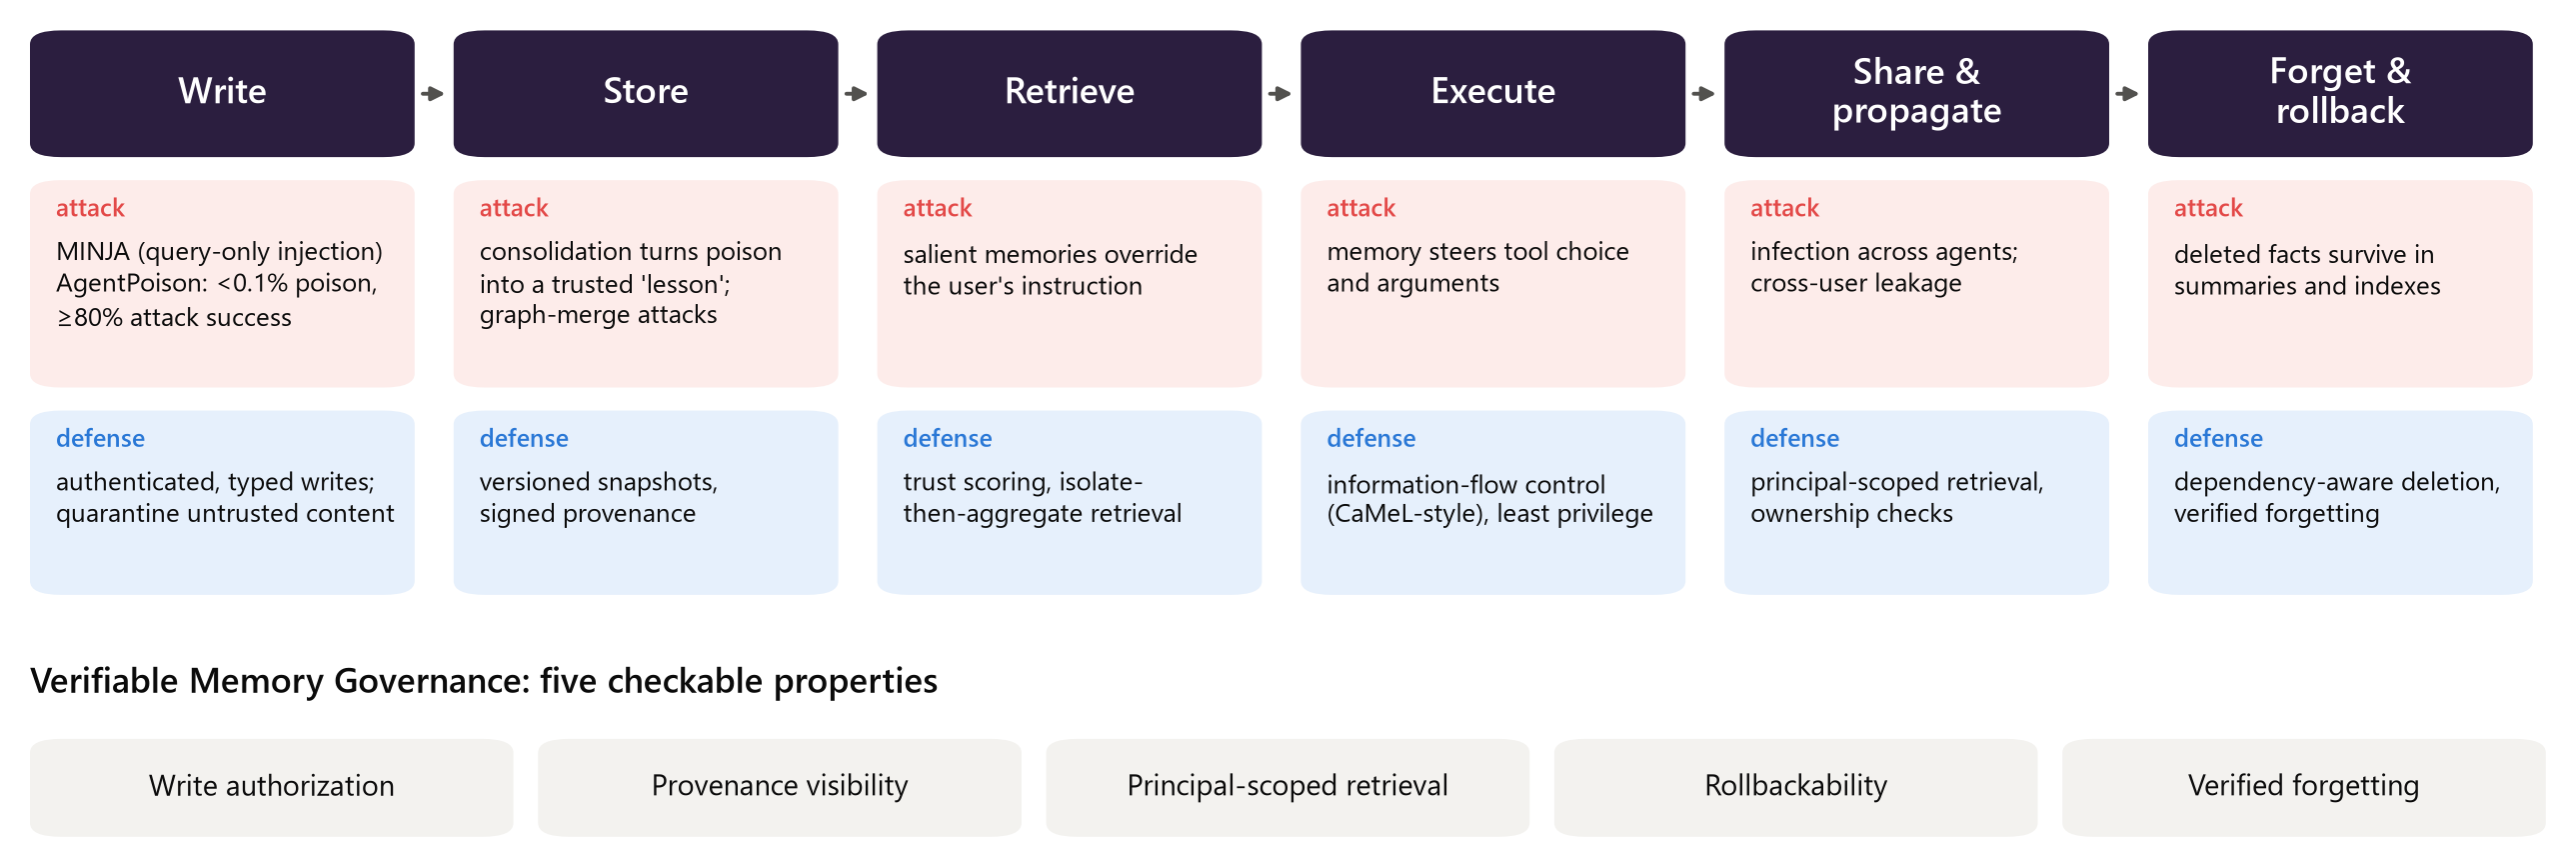 Write
Store
Retrieve
Execute
Share &
propagate
Forget &
rollback
attack
MINJA (query-only injection)
AgentPoison: <0.1% poison,
≥80% attack success
attack
consolidation turns poison
into a trusted 'lesson';
graph-merge attacks
attack
salient memories override
the user's instruction
attack
memory steers tool choice
and arguments
attack
infection across agents;
cross-user leakage
attack
deleted facts survive in
summaries and indexes
defense
authenticated, typed writes;
quarantine untrusted content
defense
versioned snapshots,
signed provenance
defense
trust scoring, isolate-
then-aggregate retrieval
defense
information-flow control
(CaMeL-style), least privilege
defense
principal-scoped retrieval,
ownership checks
defense
dependency-aware deletion,
verified forgetting
Verifiable Memory Governance: five checkable properties
Write authorization
Provenance visibility
Principal-scoped retrieval
Rollbackability
Verified forgetting